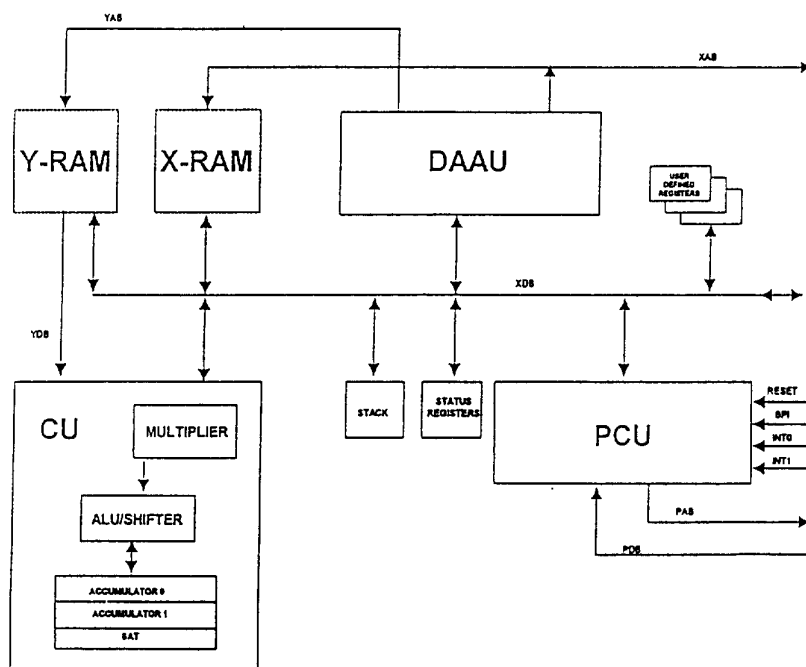 YAB
XAB
Y-RAM
X-RAM
DAAU
USER
DEFINED
REGISTERS
XDB
YDB
CU
MULTIPLIER
ALU/SHIFTER
ACCUMULATOR 0
ACCUMULATOR 1
SAT
STACK
STATUS
REGISTERS
PCU
RESET
BPI
INT0
INT1
PAB
PDB